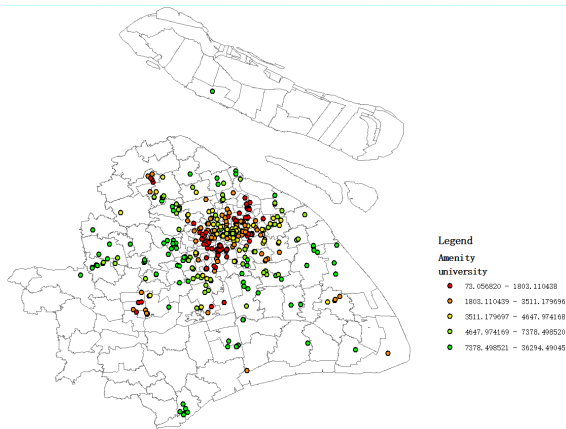 Legend
Amenity
university
73.056820 - 1803.110438
1803.110439 - 3511.179696
3511.179697 - 4647.974168
4647.974169 - 7378.498520
7378.498521 - 36294.49045